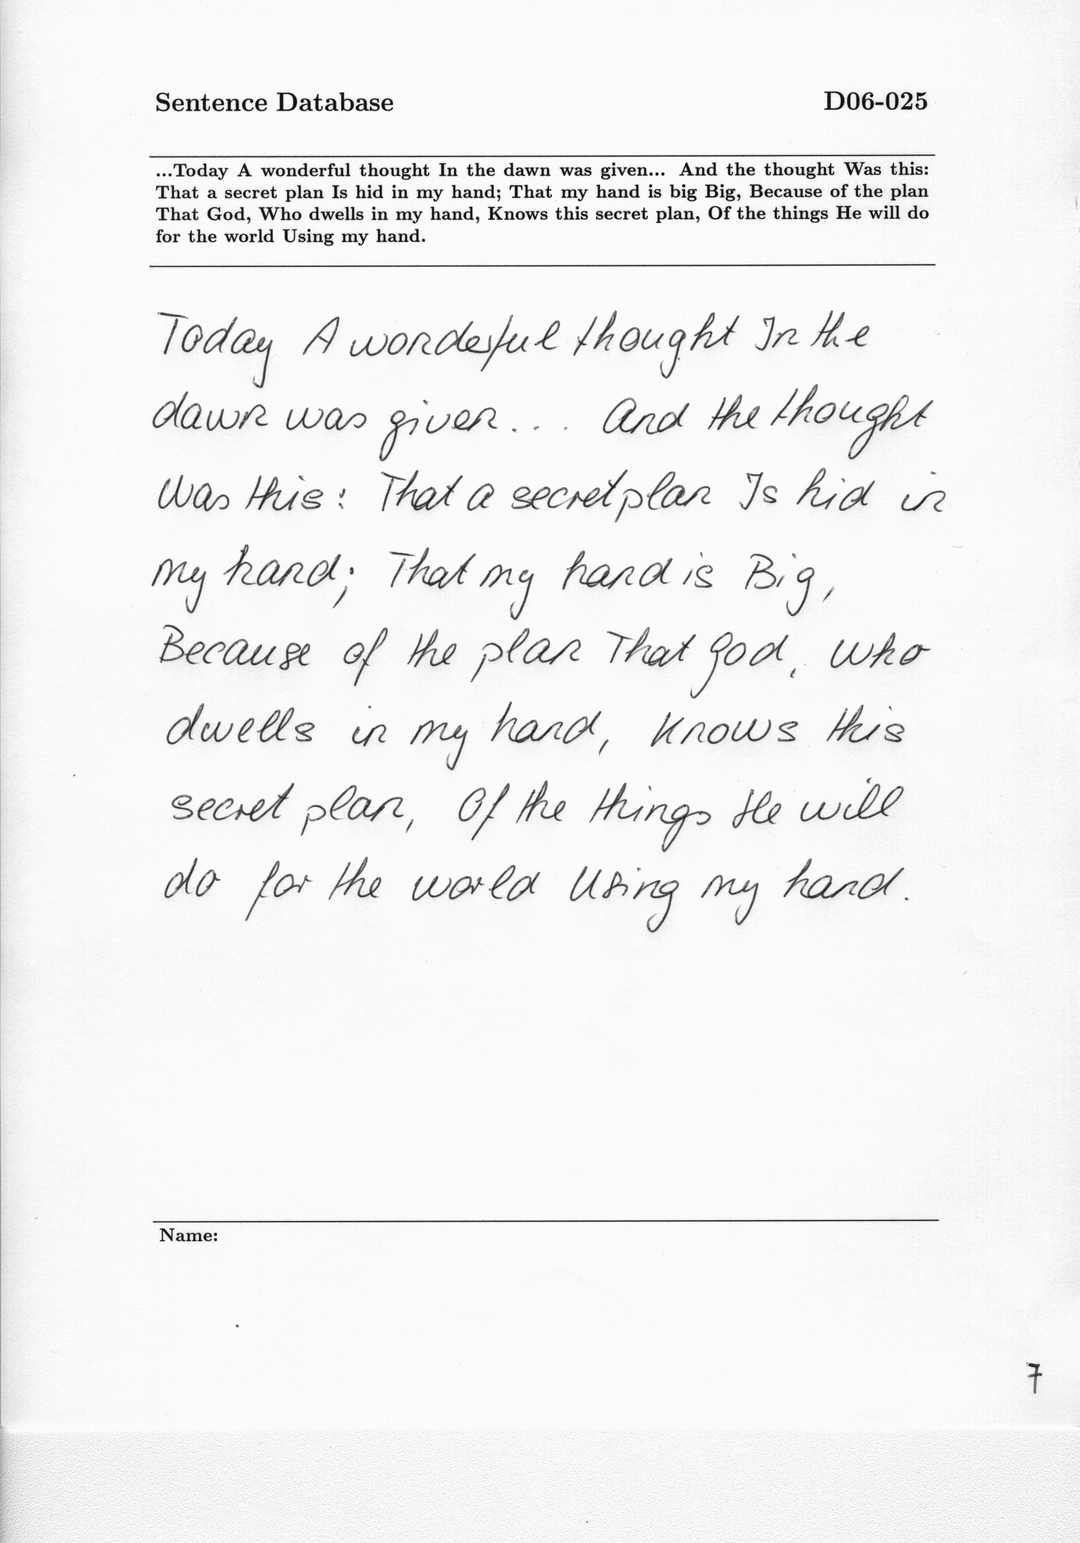 Sentence Database D06-025
...Today A wonderful thought In the dawn was given... And the thought Was this:
That a secret plan Is hid in my hand; That my hand is big Big, Because of the plan
That God, Who dwells in my hand, Knows this secret plan, Of the things He will do
for the world Using my hand.
Today A wonderful thought In the
dawn was given... And the thought
Was this: That a secret plan Is hid in
my hand; That my hand is Big,
Because of the plan That God, Who
dwells in my hand, Knows this
secret plan, Of the things He will
do for the world Using my hand.
Name:
7